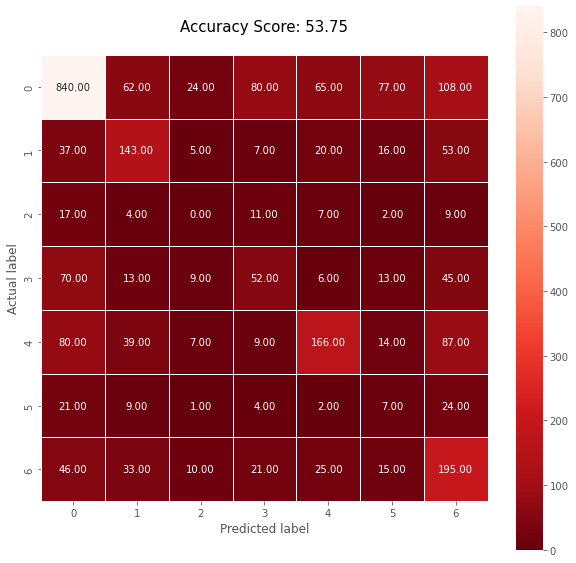 Accuracy Score: 53.75
0 840.00 62.00 24.00 80.00 65.00 77.00 108.00
1 37.00 143.00 5.00 7.00 20.00 16.00 53.00
2 17.00 4.00 0.00 11.00 7.00 2.00 9.00
3 70.00 13.00 9.00 52.00 6.00 13.00 45.00
4 80.00 39.00 7.00 9.00 166.00 14.00 87.00
5 21.00 9.00 1.00 4.00 2.00 7.00 24.00
6 46.00 33.00 10.00 21.00 25.00 15.00 195.00
0 1 2 3 4 5 6
Predicted label
Actual label
800
700
600
500
400
300
200
100
0